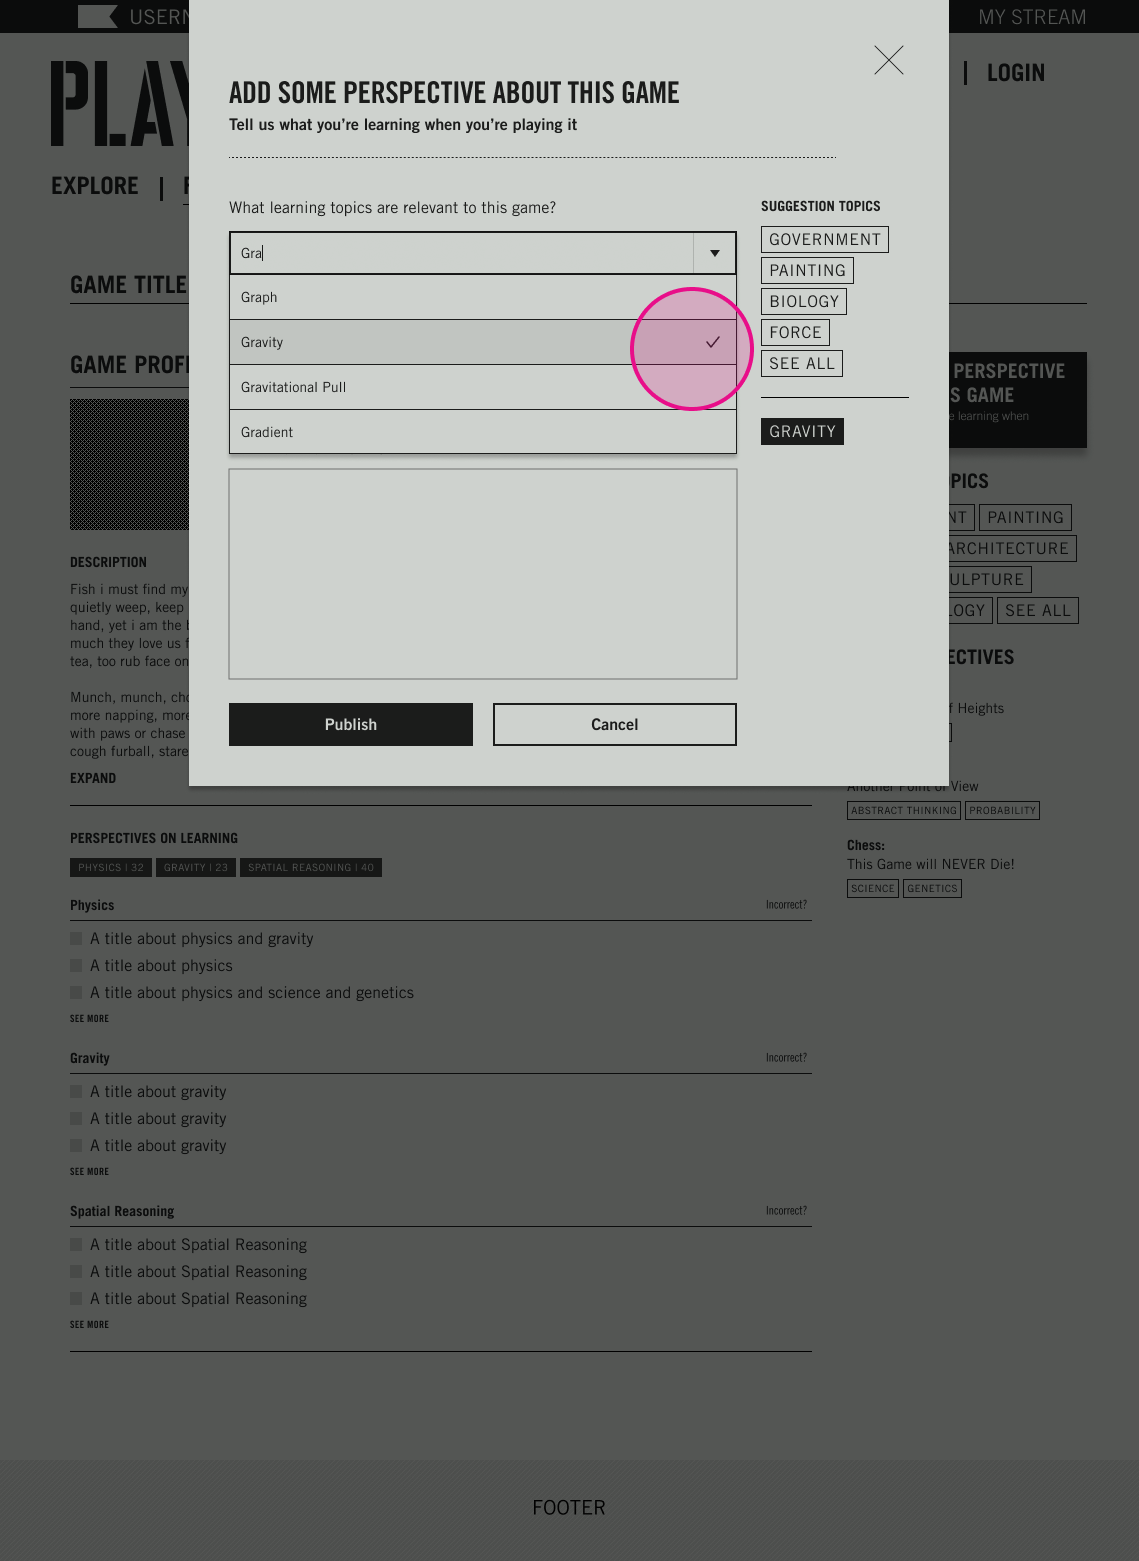 USERN
MY STREAM
PLAY
LOGIN
EXPLORE
ADD SOME PERSPECTIVE ABOUT THIS GAME
Tell us what you're learning when you're playing it
What learning topics are relevant to this game?
Gra
Graph
Gravity
Gravitational Pull
Gradient
SUGGESTION TOPICS
GOVERNMENT
PAINTING
BIOLOGY
FORCE
SEE ALL
GRAVITY
Publish
Cancel
GAME TITLE
GAME PROF
DESCRIPTION
Fish i must find my
quietly weep, keep
hand, yet i am the
much they love us
tea, too rub face on
Munch, munch,
more napping, more
with paws or chase
cough furball, stare
EXPAND
PERSPECTIVES ON LEARNING
PHYSICS | 32
GRAVITY | 23
SPATIAL REASONING | 40
Physics
Incorrect?
A title about physics and gravity
A title about physics
A title about physics and science and genetics
SEE MORE
Gravity
Incorrect?
A title about gravity
A title about gravity
A title about gravity
SEE MORE
Spatial Reasoning
Incorrect?
A title about Spatial Reasoning
A title about Spatial Reasoning
A title about Spatial Reasoning
SEE MORE
PERSPECTIVE
S GAME
e learning when
OPICS
NT PAINTING
ARCHITECTURE
ULPTURE
LOGY SEE ALL
ECTIVES
f Heights
Another Point of View
ABSTRACT THINKING PROBABILITY
Chess:
This Game will NEVER Die!
SCIENCE GENETICS
FOOTER